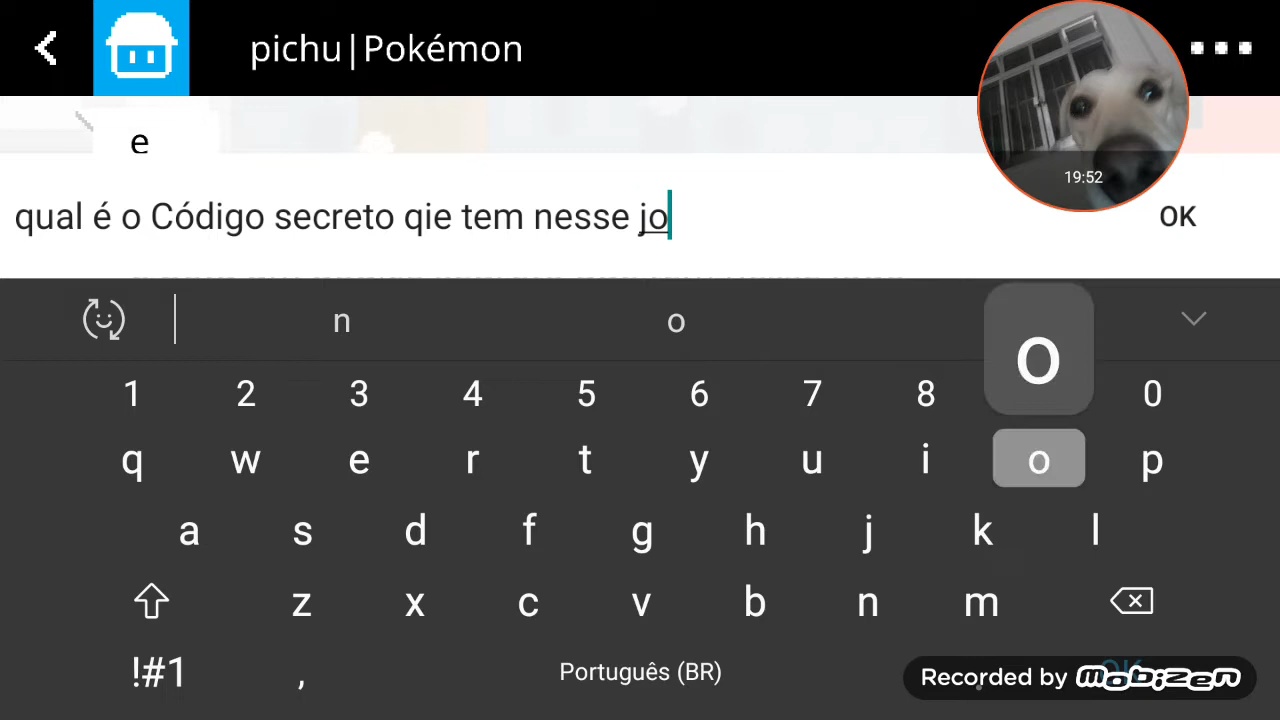 pichu|Pokémon
e
19:52
qual é o Código secreto qie tem nesse jo
OK
n o
o
1 2 3 4 5 6 7 8 0
q w e r t y u i o p
a s d f g h j k l
z x c v b n m
!#1 , Português (BR) OK
Recorded by mobizen